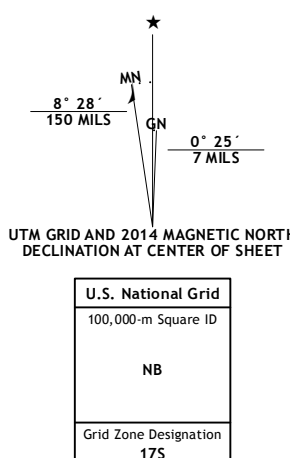 ★
MN
8° 28´
150 MILS
GN
0° 25´
7 MILS
UTM GRID AND 2014 MAGNETIC NORTH
DECLINATION AT CENTER OF SHEET
U.S. National Grid
100,000-m Square ID
NB
Grid Zone Designation
17S